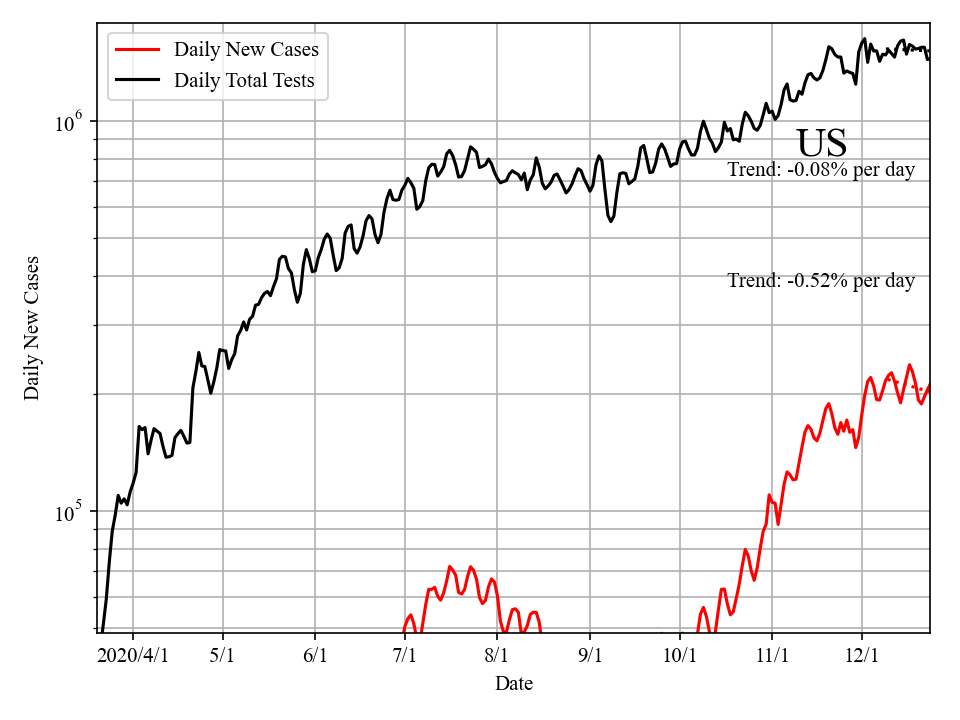 Daily New Cases
Daily Total Tests
10^6
US
Trend: -0.08% per day
Trend: -0.52% per day
Daily New Cases
10^5
2020/4/1 5/1 6/1 7/1 8/1 9/1 10/1 11/1 12/1
Date